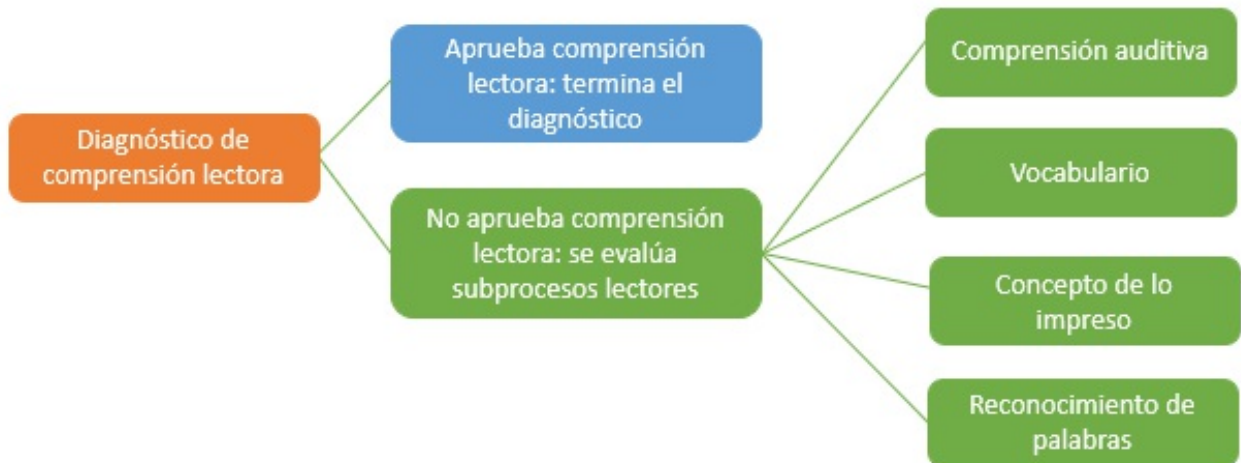 Diagnóstico de
comprensión lectora
Aprueba comprensión
lectora: termina el
diagnóstico
No aprueba comprensión
lectora: se evalúa
subprocesos lectores
Comprensión auditiva
Vocabulario
Concepto de lo
impreso
Reconocimiento de
palabras